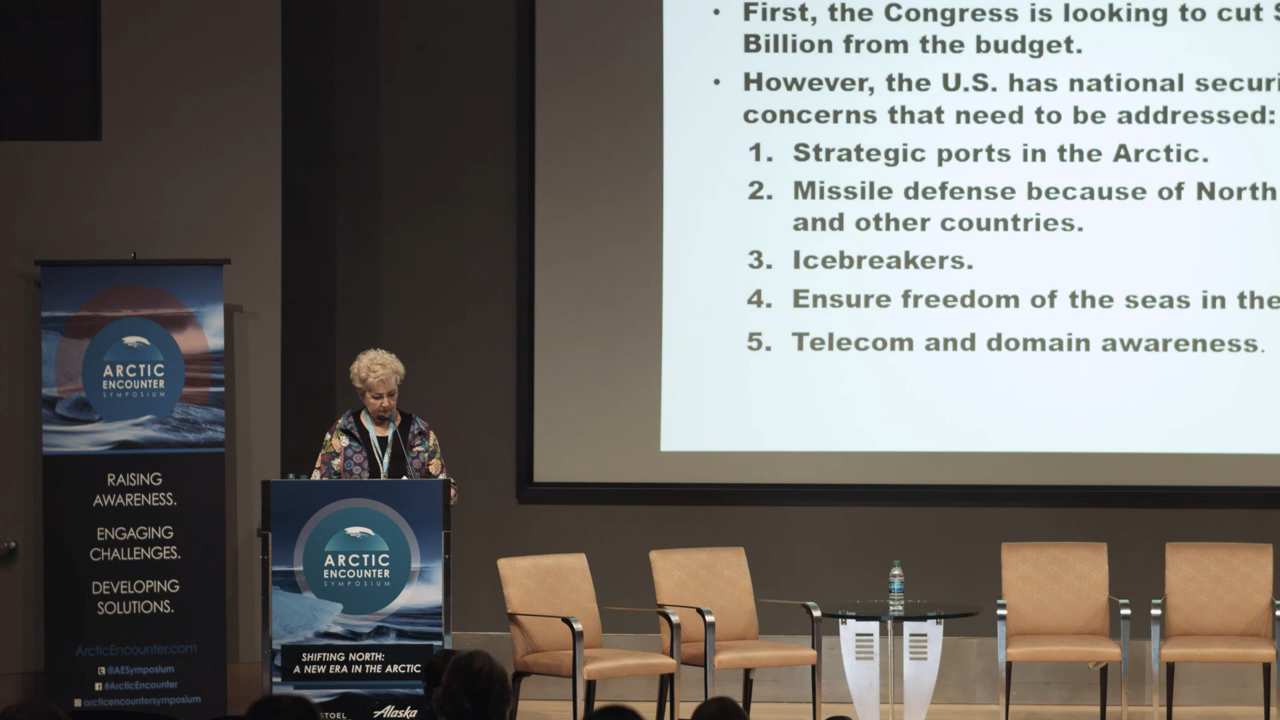 • First, the Congress is looking to cut
Billion from the budget.
• However, the U.S. has national securi
concerns that need to be addressed:
1. Strategic ports in the Arctic.
2. Missile defense because of North
and other countries.
3. Icebreakers.
4. Ensure freedom of the seas in the
5. Telecom and domain awareness.
ARCTIC
ENCOUNTER
SYMPOSIUM
RAISING
AWARENESS.
ENGAGING
CHALLENGES.
DEVELOPING
SOLUTIONS.
ArcticEncounter.com
@AESymposium
#ArcticEncounter
arcticencountersymposium
ARCTIC
ENCOUNTER
SYMPOSIUM
SHIFTING NORTH:
A NEW ERA IN THE ARCTIC
STOEL
Alaska